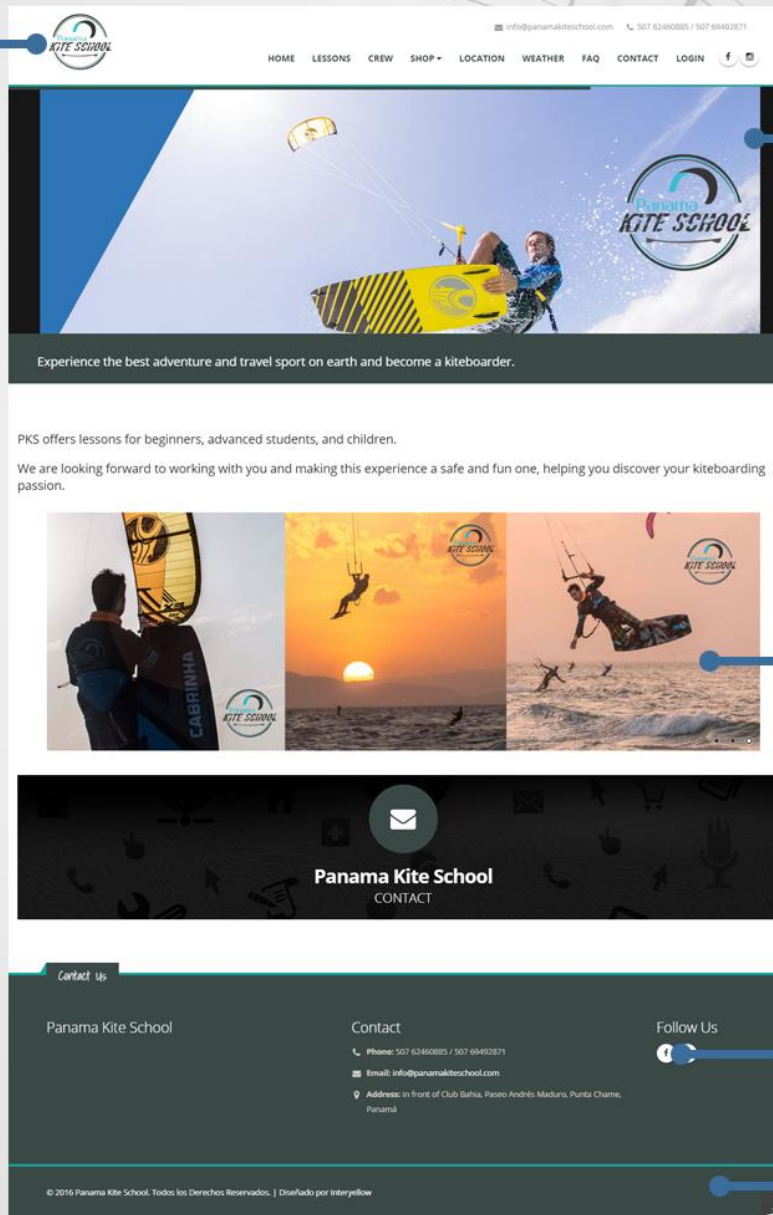 Panama
KITE SCHOOL
info@panamakiteschool.com 507 62460885 / 507 69492871
HOME LESSONS CREW SHOP LOCATION WEATHER FAQ CONTACT LOGIN f
Panama
KITE SCHOOL
Experience the best adventure and travel sport on earth and become a kiteboarder.
PKS offers lessons for beginners, advanced students, and children.
We are looking forward to working with you and making this experience a safe and fun one, helping you discover your kiteboarding
passion.
CABRINHA
Panama
KITE SCHOOL
Panama
KITE SCHOOL
Panama
KITE SCHOOL
Panama Kite School
CONTACT
Contact Us
Panama Kite School
Contact
Phone: 507 62460885 / 507 69492871
Email: info@panamakiteschool.com
Address: In front of Club Bahia, Paseo Andrés Maduro, Punta Chame,
Panamá
Follow Us
f
© 2016 Panama Kite School. Todos los Derechos Reservados. | Diseñado por Interyellow